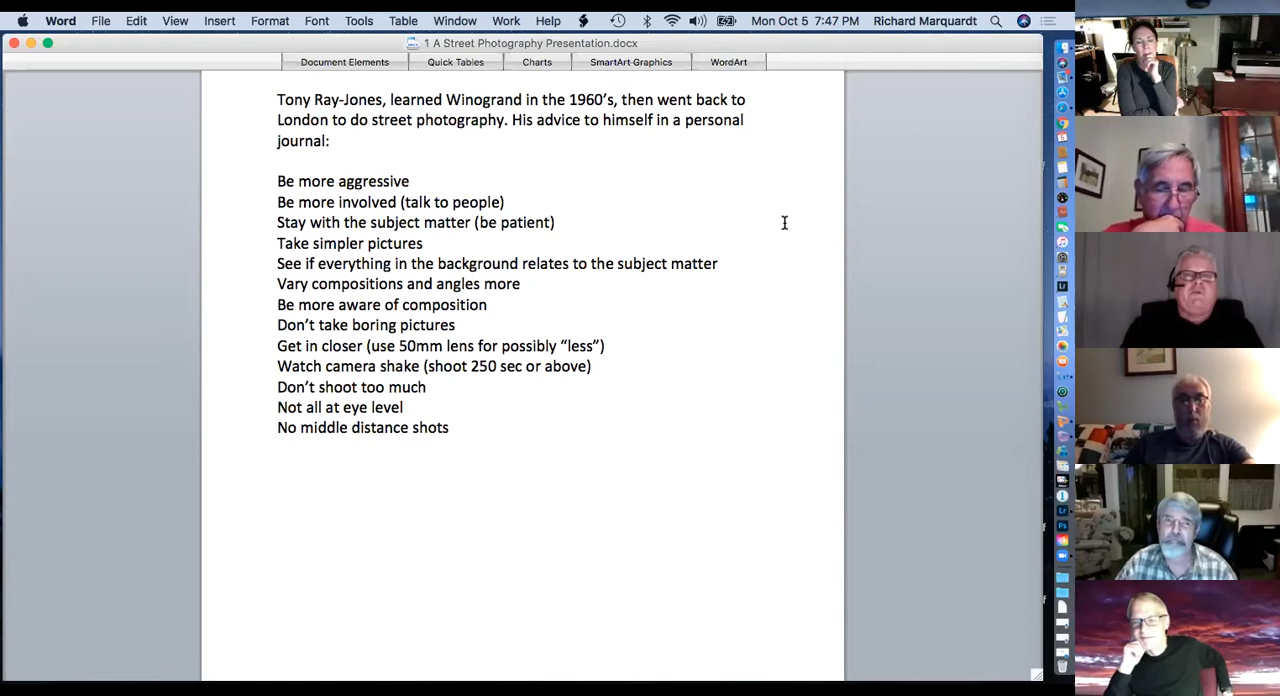 Word File Edit View Insert Format Font Tools Table Window Work Help Mon Oct 5 7:47 PM Richard Marquardt
1 A Street Photography Presentation.docx
Document Elements Quick Tables Charts SmartArt Graphics WordArt
Tony Ray-Jones, learned Winogrand in the 1960’s, then went back to
London to do street photography. His advice to himself in a personal
journal:
Be more aggressive
Be more involved (talk to people)
Stay with the subject matter (be patient)
Take simpler pictures
See if everything in the background relates to the subject matter
Vary compositions and angles more
Be more aware of composition
Don’t take boring pictures
Get in closer (use 50mm lens for possibly “less”)
Watch camera shake (shoot 250 sec or above)
Don’t shoot too much
Not all at eye level
No middle distance shots